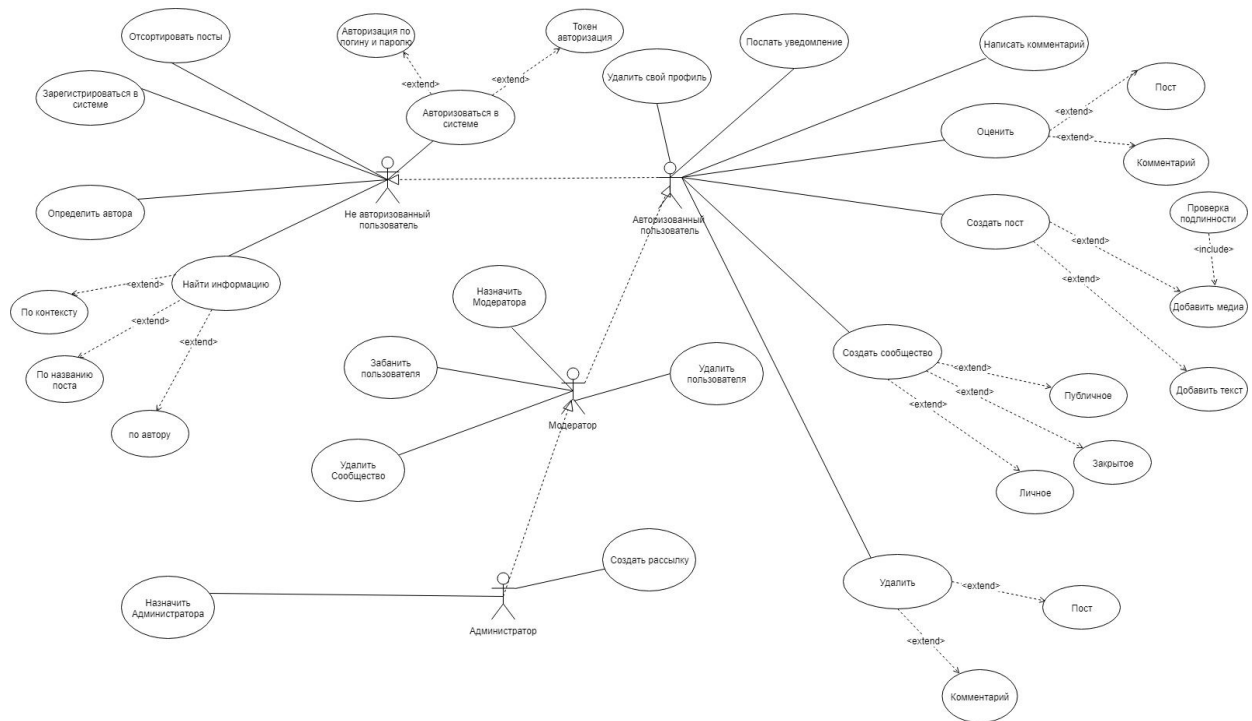 Отсортировать посты
Авторизация по
логину и паролю
Токен
авторизация
Послать уведомление
Написать комментарий
Зарегистрироваться в
системе
<extend>
<extend>
Авторизоваться в
системе
Удалить свой профиль
<extend>
Пост
Оценить
<extend>
Комментарий
Определить автора
Не авторизованный
пользователь
Авторизованный
пользователь
Создать пост
Проверка
подлинности
<extend>
<include>
<extend>
Найти информацию
<extend>
По контексту
<extend>
<extend>
По названию
поста
по автору
Назначить
Модератора
Добавить медиа
Забанить
пользователя
Удалить
пользователя
Создать сообщество
<extend>
Публичное
<extend>
<extend>
Добавить текст
Модератор
Удалить
Сообщество
Закрытое
Личное
Создать рассылку
Назначить
Администратора
Администратор
Удалить
<extend>
Пост
<extend>
Комментарий